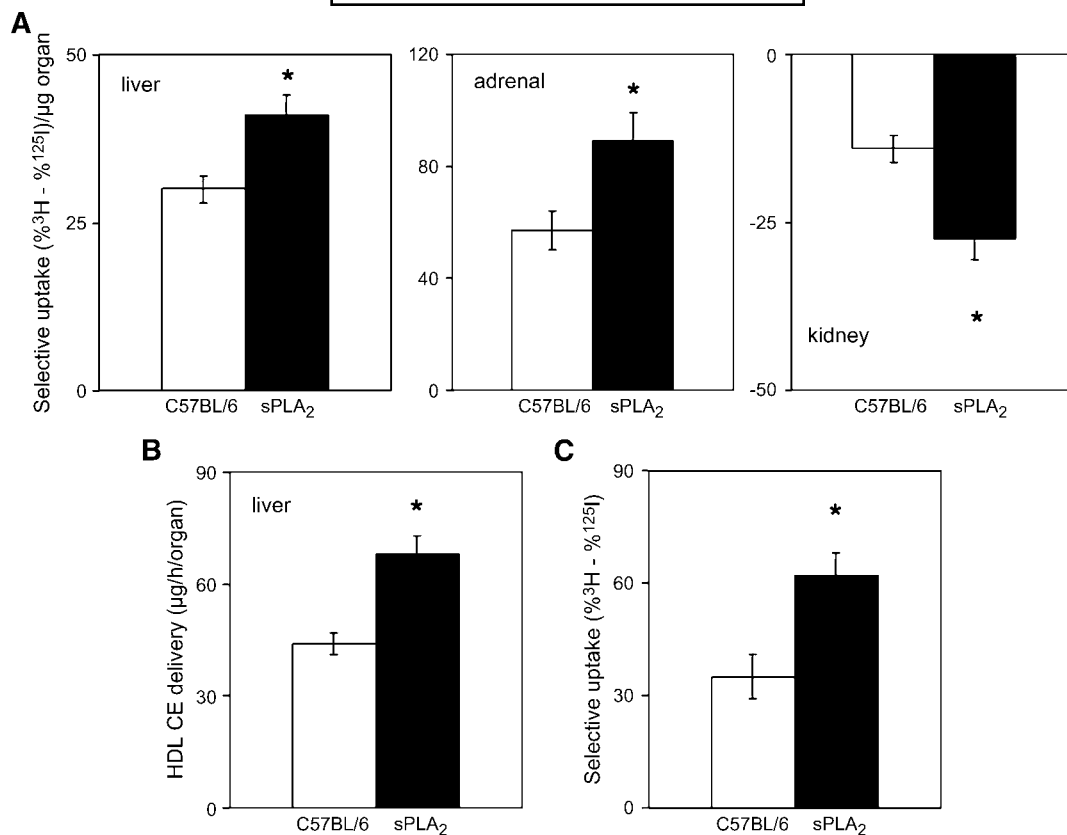 A
Selective uptake (%³H - %¹²⁵I)/µg organ
50
25
0
liver
*
C57BL/6 sPLA₂
120
80
40
0
adrenal
*
C57BL/6 sPLA₂
0
-25
-50
*
kidney
C57BL/6 sPLA₂
B
HDL CE delivery (µg/h/organ)
90
60
30
0
liver
*
C57BL/6 sPLA₂
C
Selective uptake (%³H - %¹²⁵I)
90
60
30
0
*
C57BL/6 sPLA₂